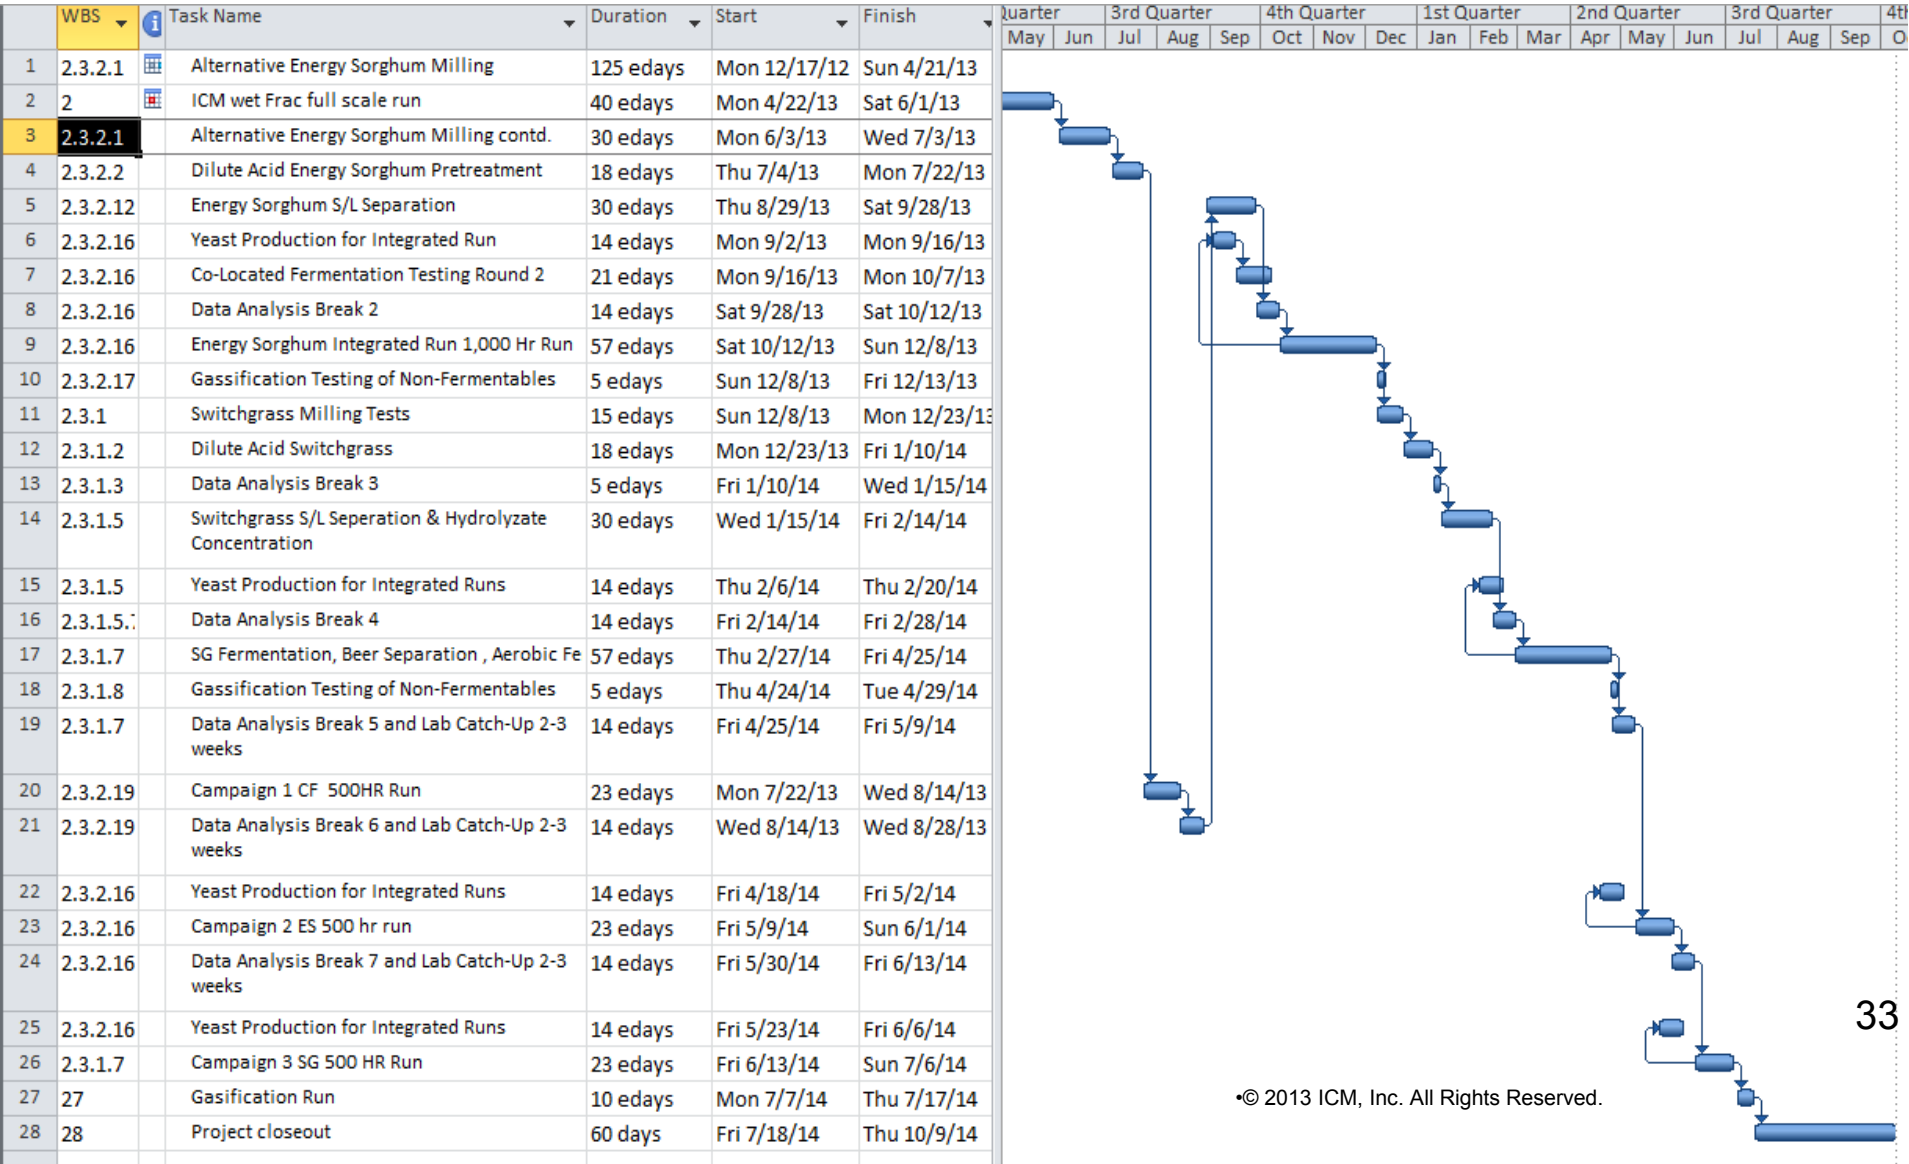 WBS Task Name Duration Start Finish
Quarter 3rd Quarter 4th Quarter 1st Quarter 2nd Quarter 3rd Quarter 4th
May Jun Jul Aug Sep Oct Nov Dec Jan Feb Mar Apr May Jun Jul Aug Sep
1 2.3.2.1 Alternative Energy Sorghum Milling 125 edays Mon 12/17/12 Sun 4/21/13
2 2 ICM wet Frac full scale run 40 edays Mon 4/22/13 Sat 6/1/13
3 2.3.2.1 Alternative Energy Sorghum Milling contd. 30 edays Mon 6/3/13 Wed 7/3/13
4 2.3.2.2 Dilute Acid Energy Sorghum Pretreatment 18 edays Thu 7/4/13 Mon 7/22/13
5 2.3.2.12 Energy Sorghum S/L Separation 30 edays Thu 8/29/13 Sat 9/28/13
6 2.3.2.16 Yeast Production for Integrated Run 14 edays Mon 9/2/13 Mon 9/16/13
7 2.3.2.16 Co-Located Fermentation Testing Round 2 21 edays Mon 9/16/13 Mon 10/7/13
8 2.3.2.16 Data Analysis Break 2 14 edays Sat 9/28/13 Sat 10/12/13
9 2.3.2.16 Energy Sorghum Integrated Run 1,000 Hr Run 57 edays Sat 10/12/13 Sun 12/8/13
10 2.3.2.17 Gassification Testing of Non-Fermentables 5 edays Sun 12/8/13 Fri 12/13/13
11 2.3.1 Switchgrass Milling Tests 15 edays Sun 12/8/13 Mon 12/23/13
12 2.3.1.2 Dilute Acid Switchgrass 18 edays Mon 12/23/13 Fri 1/10/14
13 2.3.1.3 Data Analysis Break 3 5 edays Fri 1/10/14 Wed 1/15/14
14 2.3.1.5 Switchgrass S/L Seperation & Hydrolyzate 30 edays Wed 1/15/14 Fri 2/14/14
Concentration
15 2.3.1.5 Yeast Production for Integrated Runs 14 edays Thu 2/6/14 Thu 2/20/14
16 2.3.1.5. Data Analysis Break 4 14 edays Fri 2/14/14 Fri 2/28/14
17 2.3.1.7 SG Fermentation, Beer Separation , Aerobic Fe 57 edays Thu 2/27/14 Fri 4/25/14
18 2.3.1.8 Gassification Testing of Non-Fermentables 5 edays Thu 4/24/14 Tue 4/29/14
19 2.3.1.7 Data Analysis Break 5 and Lab Catch-Up 2-3 14 edays Fri 4/25/14 Fri 5/9/14
weeks
20 2.3.2.19 Campaign 1 CF 500HR Run 23 edays Mon 7/22/13 Wed 8/14/13
21 2.3.2.19 Data Analysis Break 6 and Lab Catch-Up 2-3 14 edays Wed 8/14/13 Wed 8/28/13
weeks
22 2.3.2.16 Yeast Production for Integrated Runs 14 edays Fri 4/18/14 Fri 5/2/14
23 2.3.2.16 Campaign 2 ES 500 hr run 23 edays Fri 5/9/14 Sun 6/1/14
24 2.3.2.16 Data Analysis Break 7 and Lab Catch-Up 2-3 14 edays Fri 5/30/14 Fri 6/13/14
weeks
33
25 2.3.2.16 Yeast Production for Integrated Runs 14 edays Fri 5/23/14 Fri 6/6/14
26 2.3.1.7 Campaign 3 SG 500 HR Run 23 edays Fri 6/13/14 Sun 7/6/14
27 27 Gasification Run 10 edays Mon 7/7/14 Thu 7/17/14
•© 2013 ICM, Inc. All Rights Reserved.
28 28 Project closeout 60 days Fri 7/18/14 Thu 10/9/14